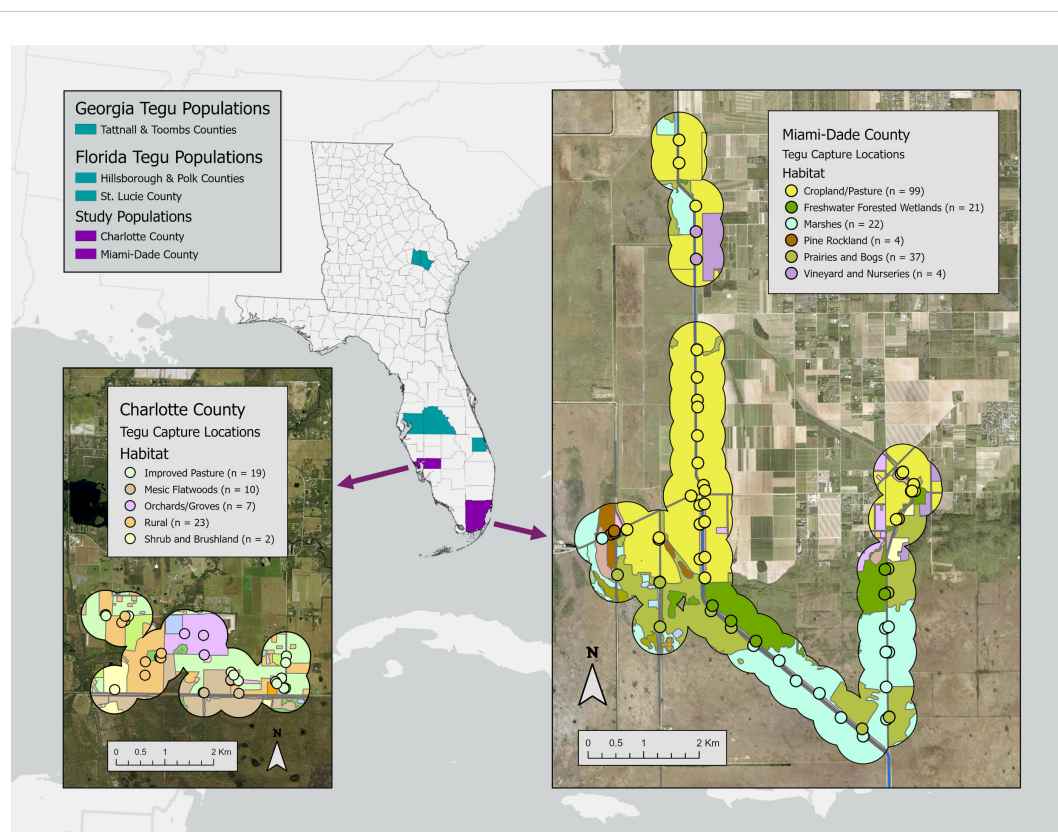 Georgia Tegu Populations
Tattnall & Toombs Counties
Florida Tegu Populations
Hillsborough & Polk Counties
St. Lucie County
Study Populations
Charlotte County
Miami-Dade County
Charlotte County
Tegu Capture Locations
Habitat
Improved Pasture (n = 19)
Mesic Flatwoods (n = 10)
Orchards/Groves (n = 7)
Rural (n = 23)
Shrub and Brushland (n = 2)
0 0.5 1 2 Km
N
Miami-Dade County
Tegu Capture Locations
Habitat
Cropland/Pasture (n = 99)
Freshwater Forested Wetlands (n = 21)
Marshes (n = 22)
Pine Rockland (n = 4)
Prairies and Bogs (n = 37)
Vineyard and Nurseries (n = 4)
N
0 0.5 1 2 Km